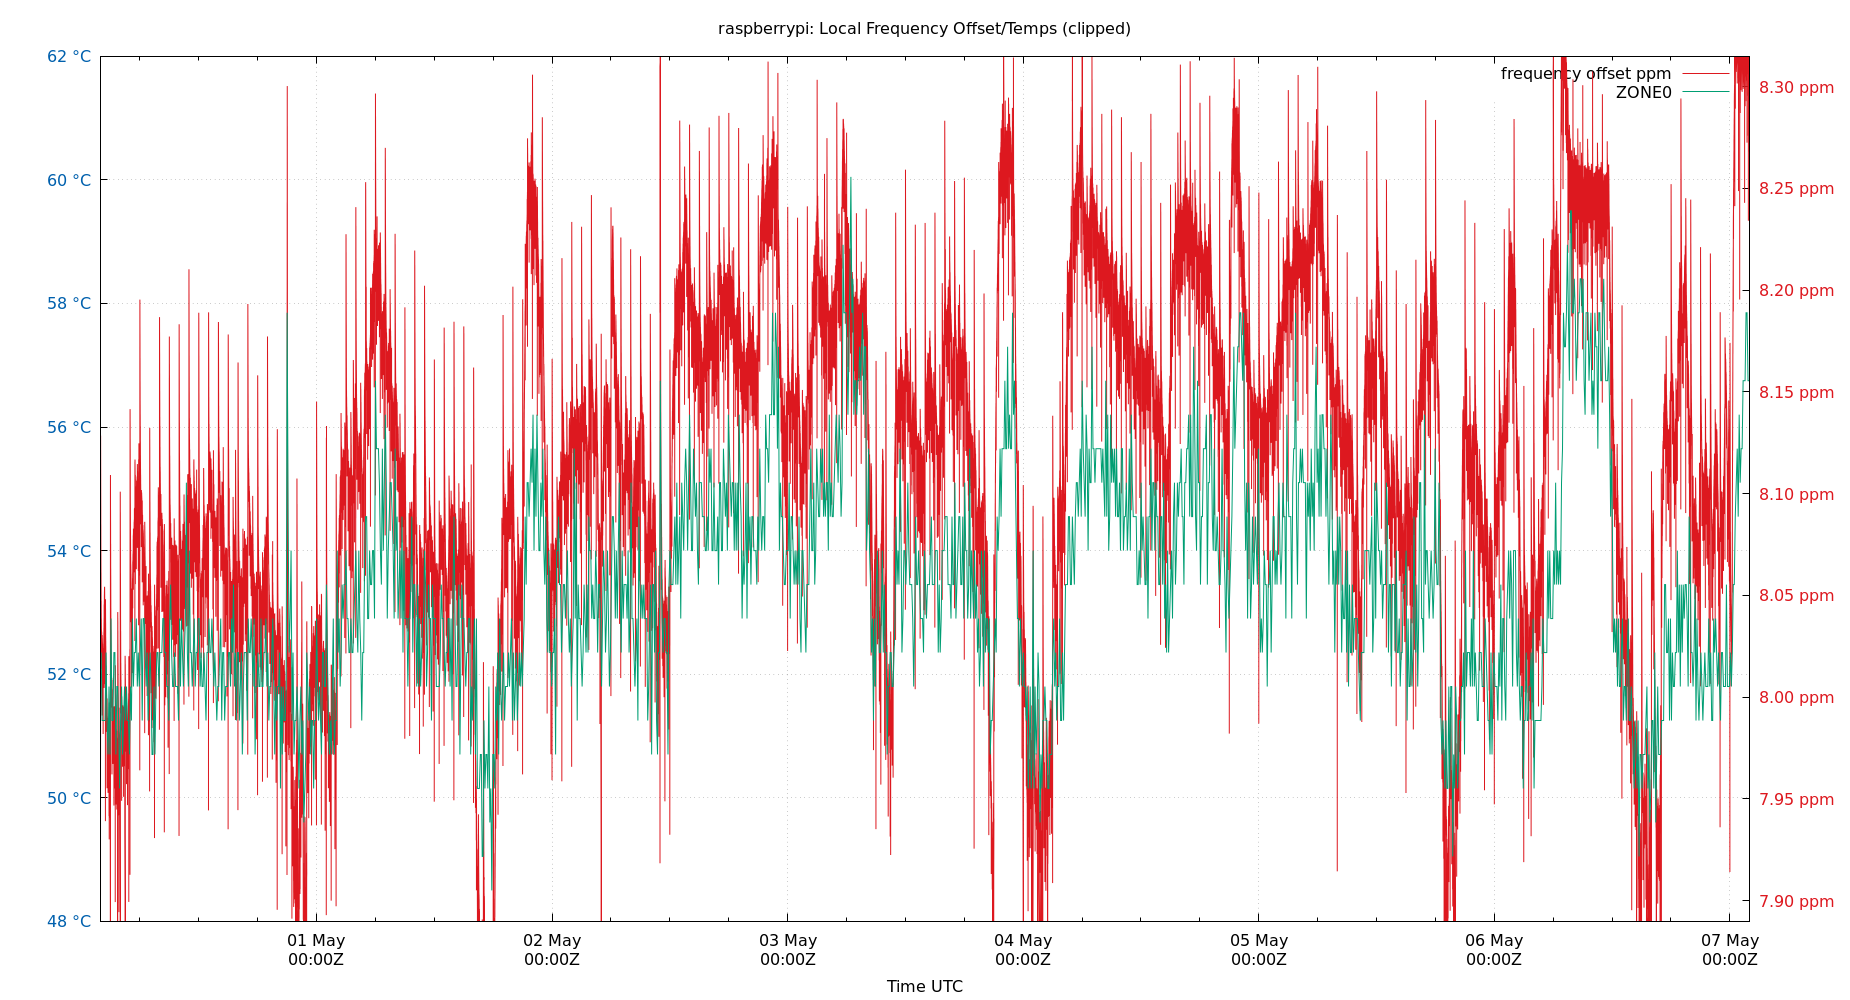 raspberrypi: Local Frequency Offset/Temps (clipped)
frequency offset ppm
ZONE0
62 °C
60 °C
58 °C
56 °C
54 °C
52 °C
50 °C
48 °C
8.30 ppm
8.25 ppm
8.20 ppm
8.15 ppm
8.10 ppm
8.05 ppm
8.00 ppm
7.95 ppm
7.90 ppm
01 May
00:00Z
02 May
00:00Z
03 May
00:00Z
04 May
00:00Z
05 May
00:00Z
06 May
00:00Z
07 May
00:00Z
Time UTC